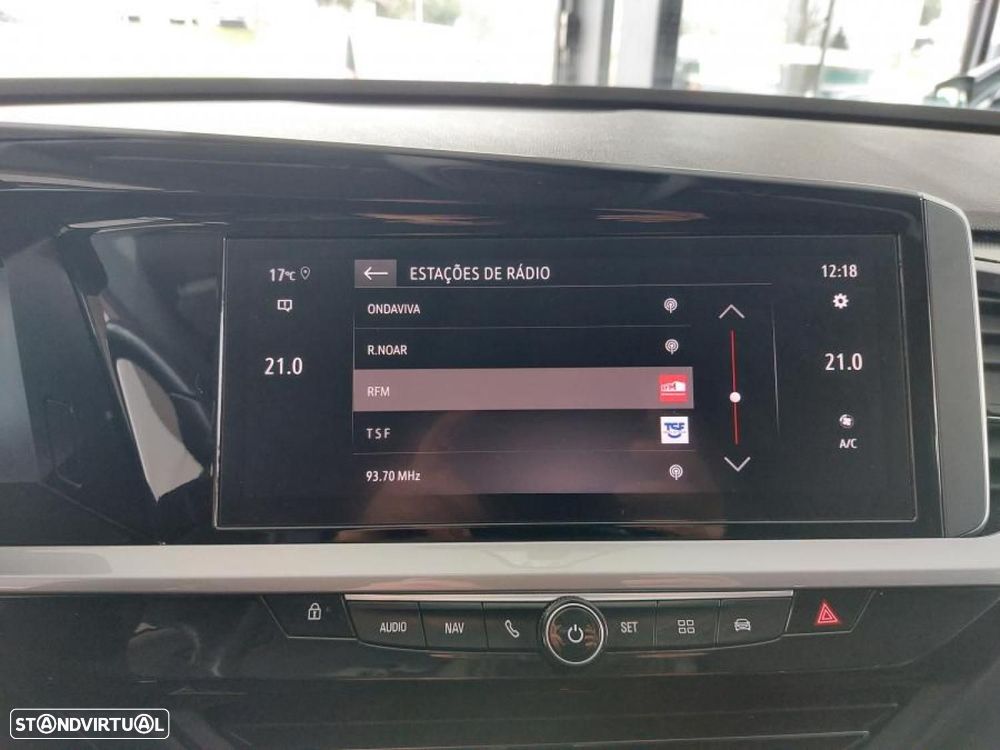 17°C
ESTAÇÕES DE RÁDIO
12:18
ONDAVIVA
R.NOAR
21.0
RFM
21.0
TSF
TSF
A/C
93.70 MHz
AUDIO NAV SET
STANDVIRTUAL